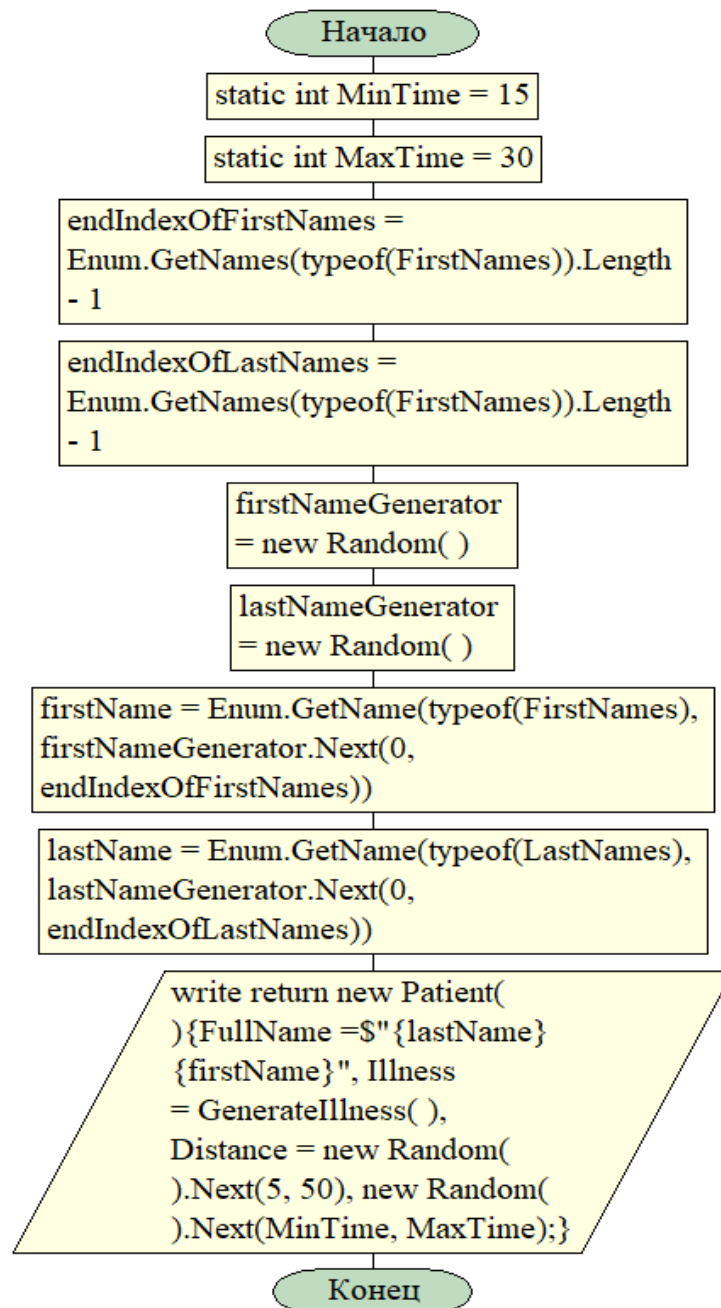 Начало
static int MinTime = 15
static int MaxTime = 30
endIndexOfFirstNames =
Enum.GetNames(typeof(FirstNames)).Length
- 1
endIndexOfLastNames =
Enum.GetNames(typeof(FirstNames)).Length
- 1
firstNameGenerator
= new Random( )
lastNameGenerator
= new Random( )
firstName = Enum.GetName(typeof(FirstNames),
firstNameGenerator.Next(0,
endIndexOfFirstNames))
lastName = Enum.GetName(typeof(LastNames),
lastNameGenerator.Next(0,
endIndexOfLastNames))
write return new Patient(
){FullName =$"{lastName}
{firstName}", Illness
= GenerateIllness( ),
Distance = new Random(
).Next(5, 50), new Random(
).Next(MinTime, MaxTime);}
Конец